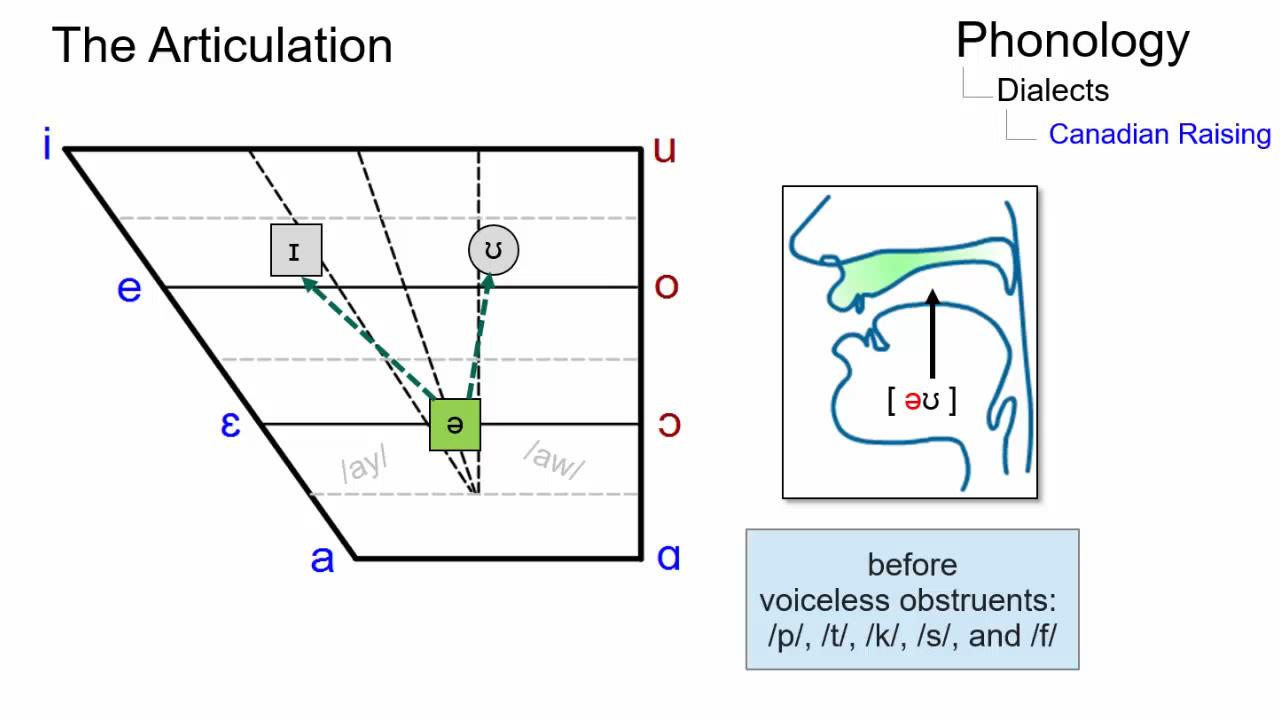 The Articulation
Phonology
Dialects
Canadian Raising
i
u
ɪ
ʊ
e
o
ɛ
ə
ɔ
/ay/
/aw/
a
ɑ
[ əʊ ]
before
voiceless obstruents:
/p/, /t/, /k/, /s/, and /f/